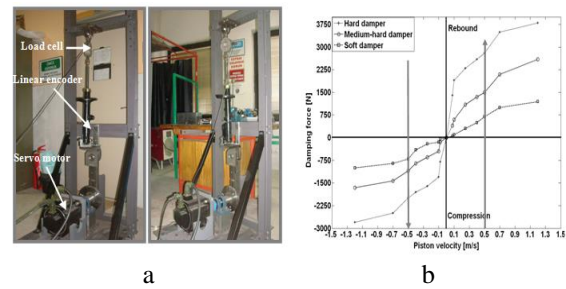 Load cell
Linear encoder
Servo motor
a
Hard damper
Medium-hard damper
Soft damper
Rebound
Compression
Damping force [N]
3750
3000
2250
1500
750
0
-750
-1500
-2250
-3000
-1.5 -1.3 -1.1 -0.9 -0.7 -0.5 -0.3 -0.1 0.1 0.3 0.5 0.7 0.9 1.1 1.3 1.5
Piston velocity [m/s]
b